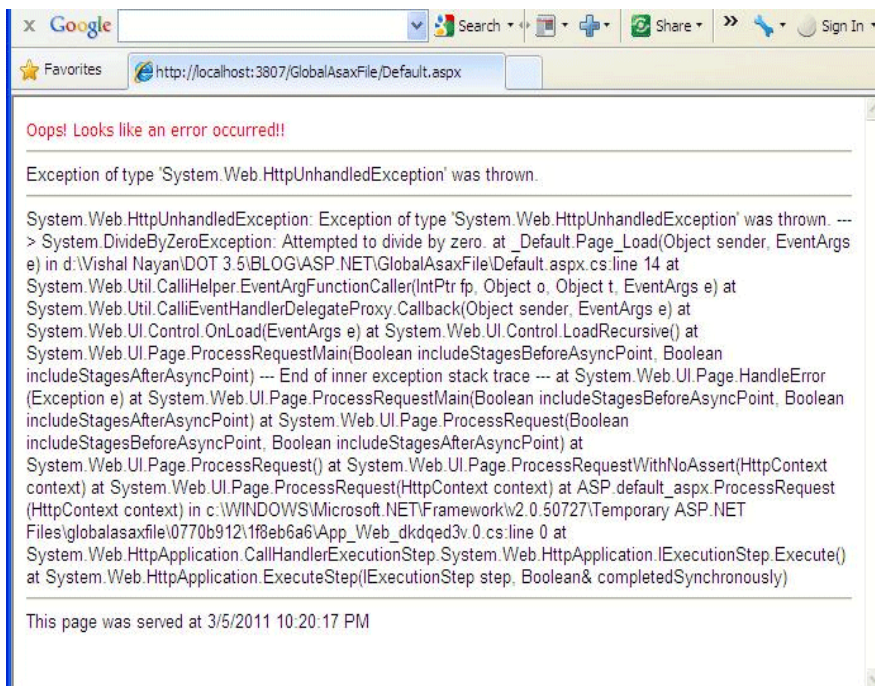 x Google Search Share » Sign In
Favorites http://localhost:3807/GlobalAsaxFile/Default.aspx
Oops! Looks like an error occurred!!
Exception of type 'System.Web.HttpUnhandledException' was thrown.
System.Web.HttpUnhandledException: Exception of type 'System.Web.HttpUnhandledException' was thrown. ---
> System.DivideByZeroException: Attempted to divide by zero. at _Default.Page_Load(Object sender, EventArgs
e) in d:\Vishal Nayan\DOT 3.5\BLOG\ASP.NET\GlobalAsaxFile\Default.aspx.cs:line 14 at
System.Web.Util.CalliHelper.EventArgFunctionCaller(IntPtr fp, Object o, Object t, EventArgs e) at
System.Web.Util.CalliEventHandlerDelegateProxy.Callback(Object sender, EventArgs e) at
System.Web.UI.Control.OnLoad(EventArgs e) at System.Web.UI.Control.LoadRecursive() at
System.Web.UI.Page.ProcessRequestMain(Boolean includeStagesBeforeAsyncPoint, Boolean
includeStagesAfterAsyncPoint) --- End of inner exception stack trace --- at System.Web.UI.Page.HandleError
(Exception e) at System.Web.UI.Page.ProcessRequestMain(Boolean includeStagesBeforeAsyncPoint, Boolean
includeStagesAfterAsyncPoint) at System.Web.UI.Page.ProcessRequest(Boolean
includeStagesBeforeAsyncPoint, Boolean includeStagesAfterAsyncPoint) at
System.Web.UI.Page.ProcessRequest() at System.Web.UI.Page.ProcessRequestWithNoAssert(HttpContext
context) at System.Web.UI.Page.ProcessRequest(HttpContext context) at ASP.default_aspx.ProcessRequest
(HttpContext context) in c:\WINDOWS\Microsoft.NET\Framework\v2.0.50727\Temporary ASP.NET
Files\globalasaxfile\0770b912\1f8eb6a6\App_Web_dkdqed3v.0.cs:line 0 at
System.Web.HttpApplication.CallHandlerExecutionStep.System.Web.HttpApplication.IExecutionStep.Execute()
at System.Web.HttpApplication.ExecuteStep(IExecutionStep step, Boolean& completedSynchronously)
This page was served at 3/5/2011 10:20:17 PM